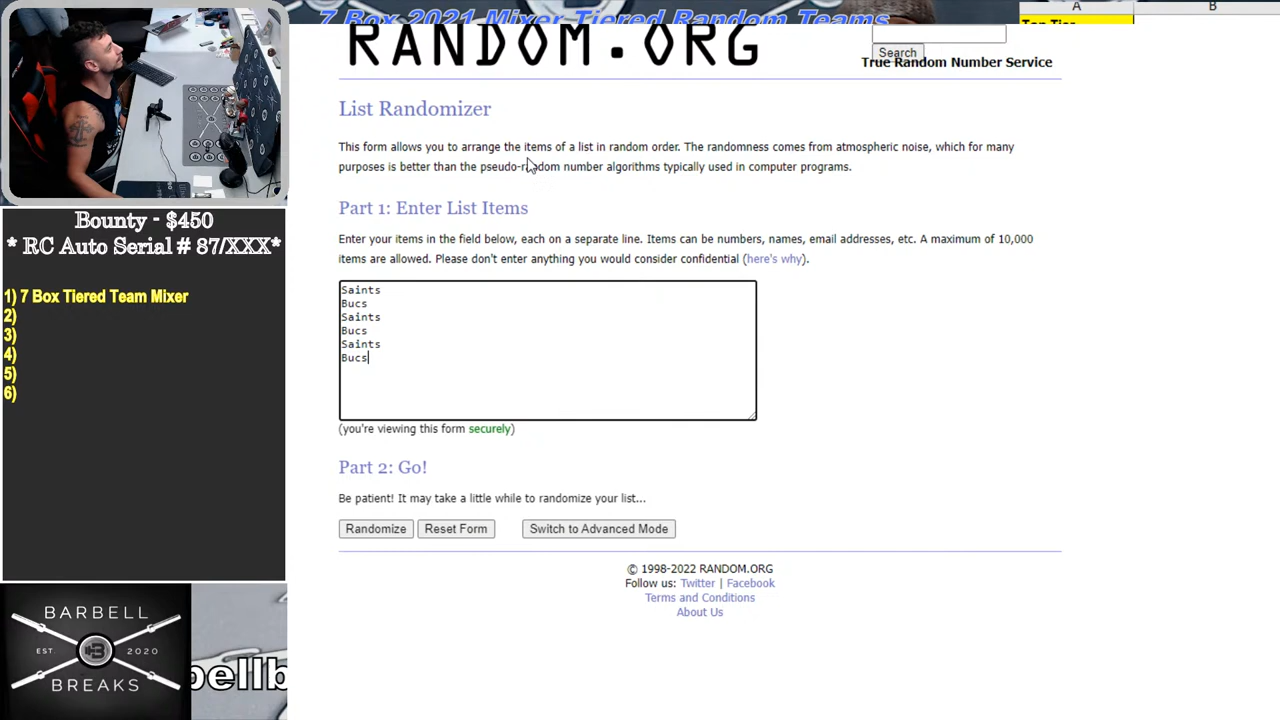 7 Box 2021 Mixer Tiered Random Teams
A
B
Top Tier
RANDOM.ORG
Search
True Random Number Service
List Randomizer
This form allows you to arrange the items of a list in random order. The randomness comes from atmospheric noise, which for many
purposes is better than the pseudo-random number algorithms typically used in computer programs.
Part 1: Enter List Items
Enter your items in the field below, each on a separate line. Items can be numbers, names, email addresses, etc. A maximum of 10,000
items are allowed. Please don't enter anything you would consider confidential (here's why).
Saints
Bucs
Saints
Bucs
Saints
Bucs
(you're viewing this form securely)
Part 2: Go!
Be patient! It may take a little while to randomize your list...
Randomize
Reset Form
Switch to Advanced Mode
© 1998-2022 RANDOM.ORG
Follow us: Twitter | Facebook
Terms and Conditions
About Us
Bounty - $450
* RC Auto Serial # 87/XXX*
1) 7 Box Tiered Team Mixer
2)
3)
4)
5)
6)
BARBELL
EST. 2020
BREAKS